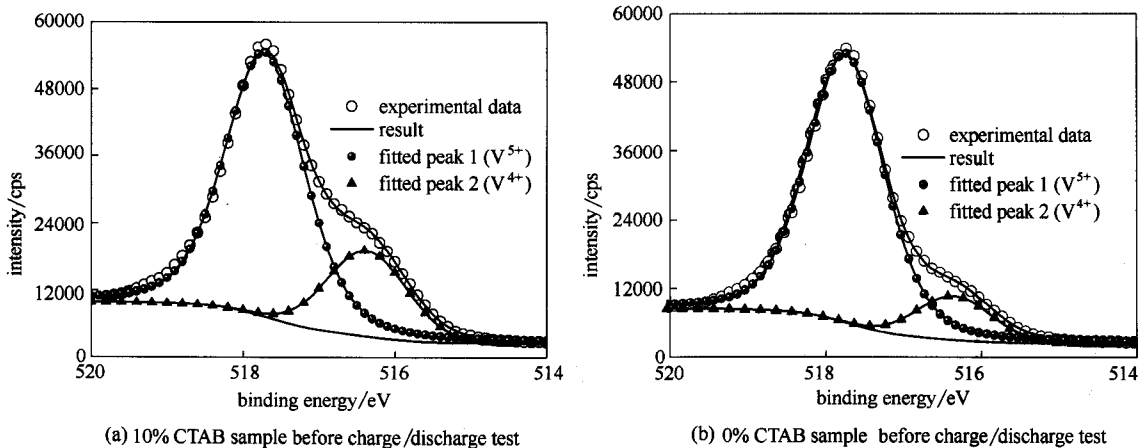 60000
48000
36000
24000
12000
0
intensity/cps
experimental data
result
fitted peak 1 (V⁵⁺)
fitted peak 2 (V⁴⁺)
520
518
516
514
binding energy/eV
(a) 10% CTAB sample before charge/discharge test
60000
48000
36000
24000
12000
0
intensity/cps
experimental data
result
fitted peak 1 (V⁵⁺)
fitted peak 2 (V⁴⁺)
520
518
516
514
binding energy/eV
(b) 0% CTAB sample before charge/discharge test